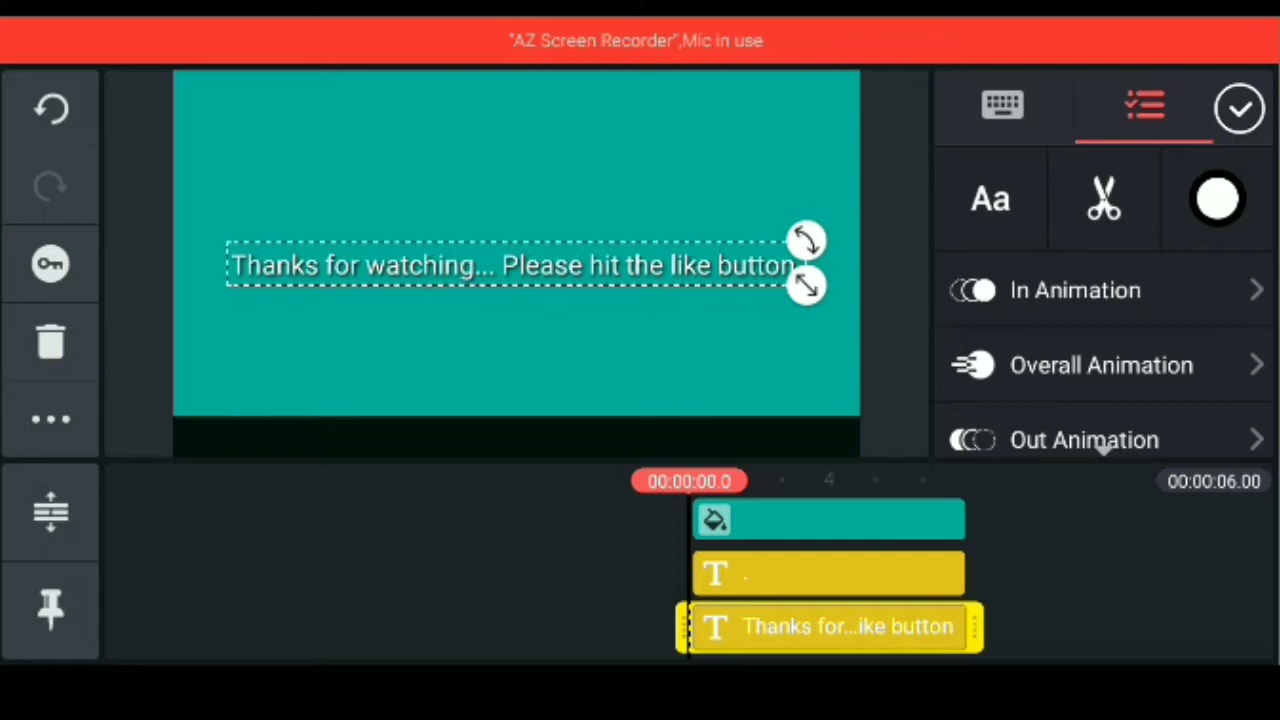 "AZ Screen Recorder",Mic in use
Thanks for watching... Please hit the like button
Aa
In Animation
Overall Animation
Out Animation
00:00:00.0
4
00:00:06.00
T .
T Thanks for...ike button